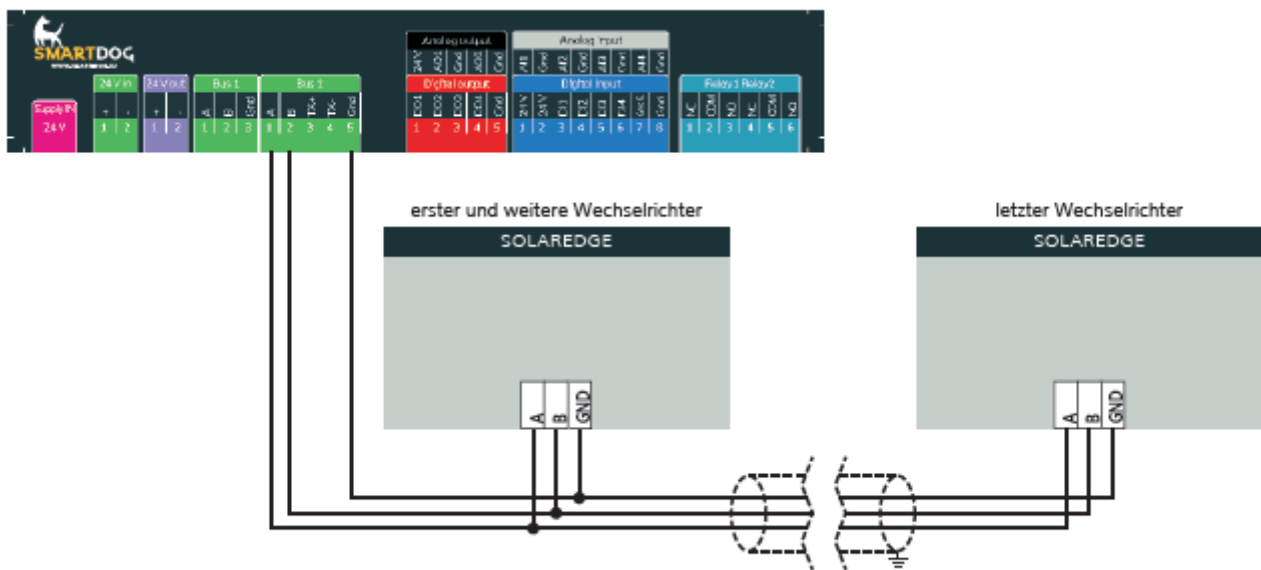 SMARTDOG
Analog output
Analog Input
24V AO1 Gnd AO2 Gnd
AI1 Gnd AI2 Gnd AI3 Gnd AI4 Gnd
24V in
24V out
Bus 1
Bus 2
Digital output
Digital Input
Relay1 Relay2
Supply IN
24 V
+ -
+ -
A B Gnd
A B TX+ TX- Gnd
DO1 DO2 DO3 DO4 Gnd
24V 24V DI1 DI2 DI3 DI4 Gnd Gnd
NC COM NO NC COM NO
1 2
1 2
1 2 3
1 2 3 4 5
1 2 3 4 5
1 2 3 4 5 6 7 8
1 2 3 4 5 6
erster und weitere Wechselrichter
letzter Wechselrichter
SOLAREDGE
SOLAREDGE
A B GND
A B GND